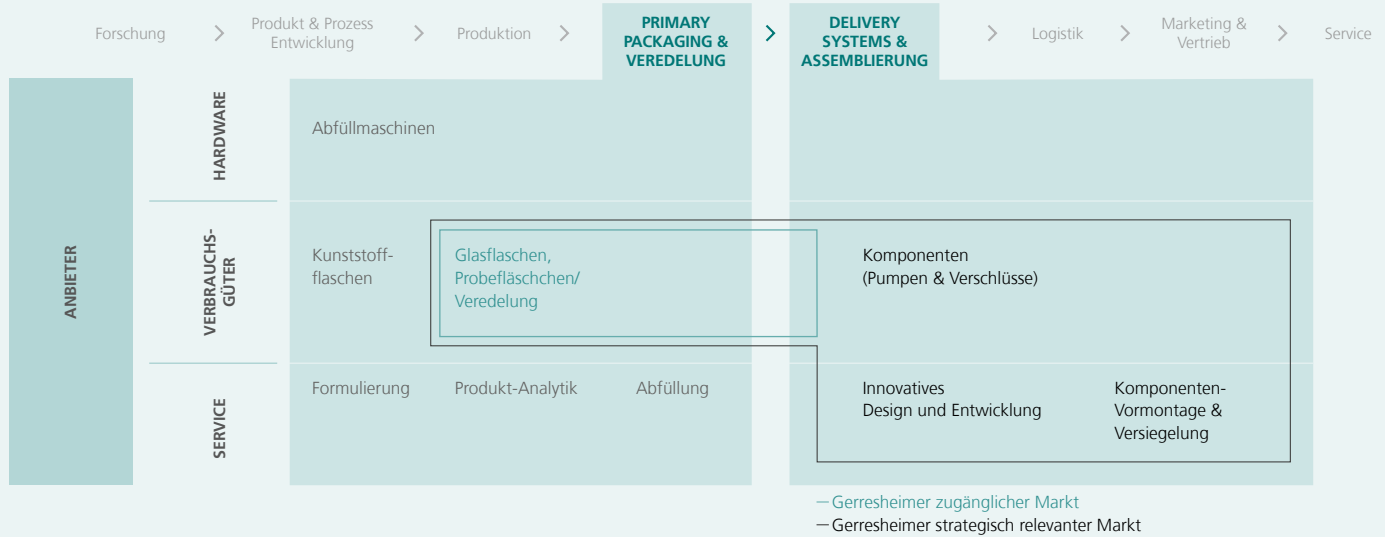 Forschung
Produkt & Prozess
Entwicklung
Produktion
PRIMARY
PACKAGING &
VEREDELUNG
DELIVERY
SYSTEMS &
ASSEMBLIERUNG
Logistik
Marketing &
Vertrieb
Service
ANBIETER
HARDWARE
Abfüllmaschinen
VERBRAUCHS-
GÜTER
Kunststoff-
flaschen
Glasflaschen,
Probefläschchen/
Veredelung
Komponenten
(Pumpen & Verschlüsse)
SERVICE
Formulierung
Produkt-Analytik
Abfüllung
Innovatives
Design und Entwicklung
Komponenten-
Vormontage &
Versiegelung
Gerresheimer zugänglicher Markt
Gerresheimer strategisch relevanter Markt